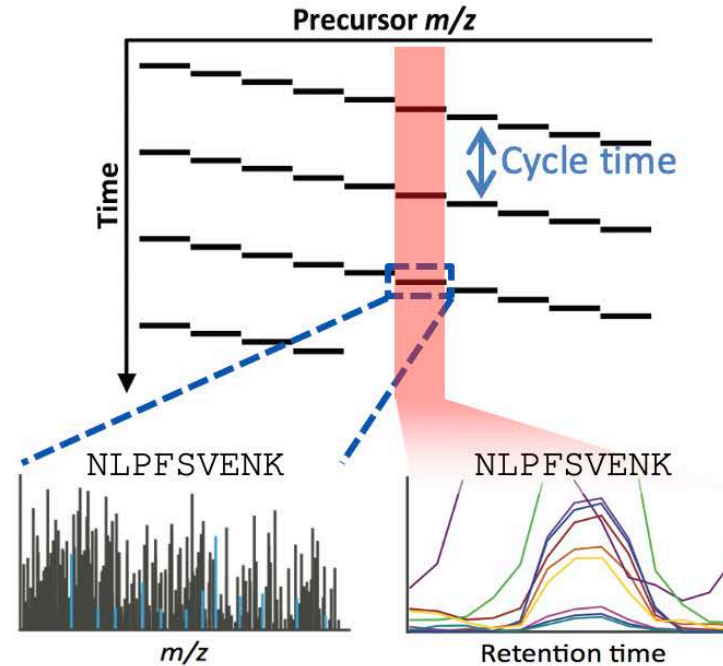 Precursor m/z
Time
Cycle time
NLPFSVENK
NLPFSVENK
m/z
Retention time